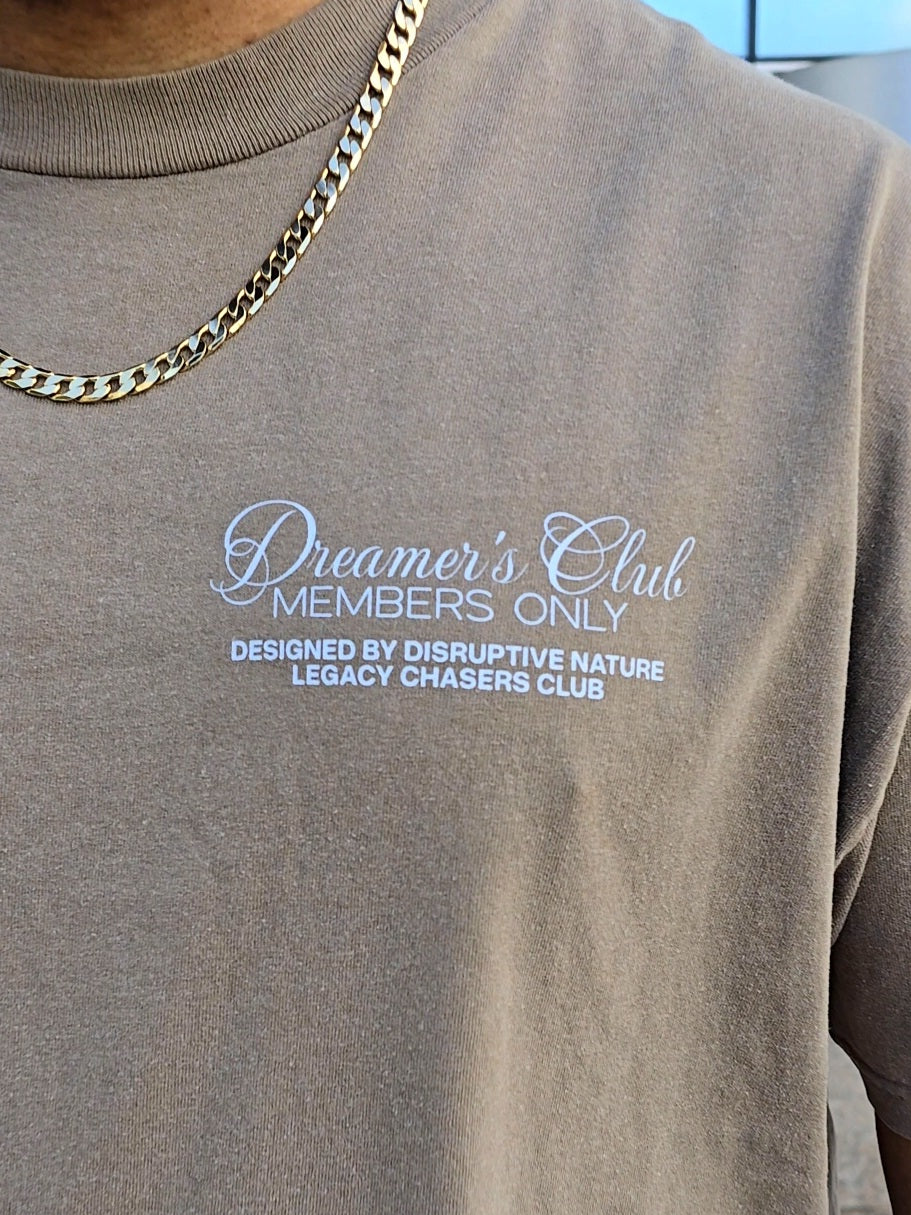 Dreamer's Club
MEMBERS ONLY
DESIGNED BY DISRUPTIVE NATURE
LEGACY CHASERS CLUB